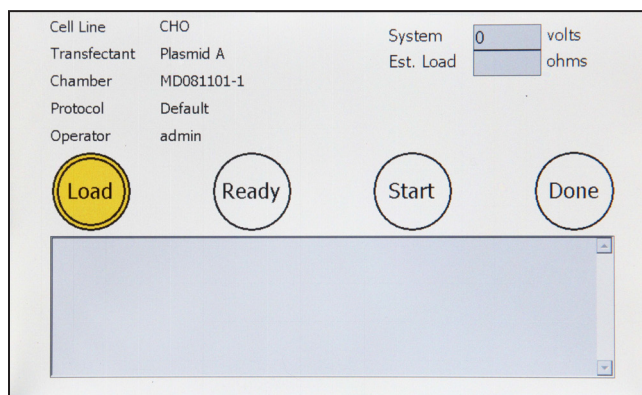 Cell Line CHO
Transfectant Plasmid A
Chamber MD081101-1
Protocol Default
Operator admin
System 0 volts
Est. Load ohms
Load Ready Start Done